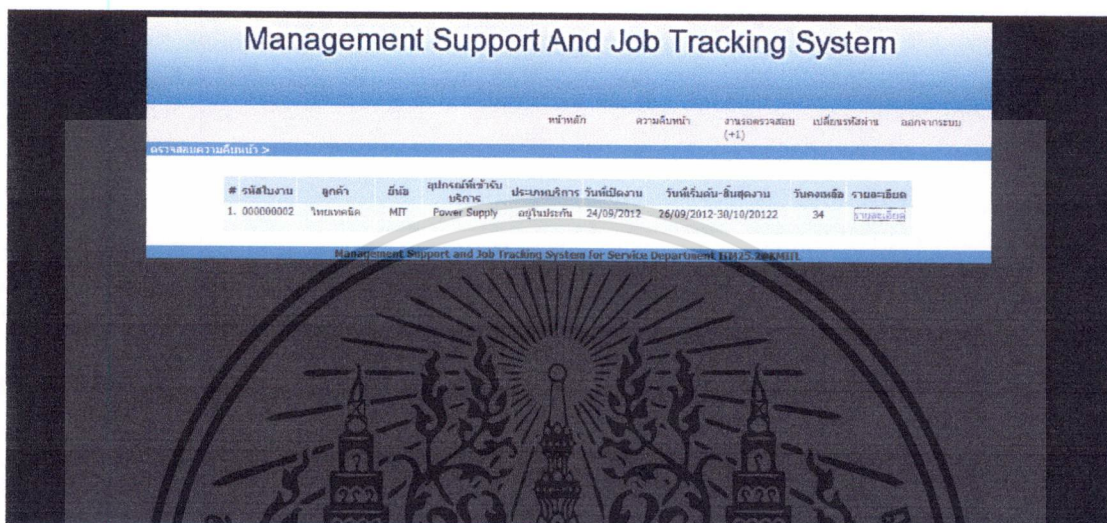 Management Support And Job Tracking System
หน้าหลัก ความคืบหน้า งานรอตรวจสอบ เปลี่ยนรหัสผ่าน ออกจากระบบ
(+1)
ตรวจสอบความคืบหน้า >
# รหัสใบงาน ลูกค้า ยี่ห้อ อุปกรณ์ที่เข้ารับ ประเภทบริการ วันที่เปิดงาน วันที่เริ่มต้น-สิ้นสุดงาน วันคงเหลือ รายละเอียด
บริการ
1. 000000002 ไทยเทคนิค MIT Power Supply อยู่ในประกัน 24/09/2012 26/09/2012-30/10/20122 34 รายละเอียด
Management Support and Job Tracking System for Service Department